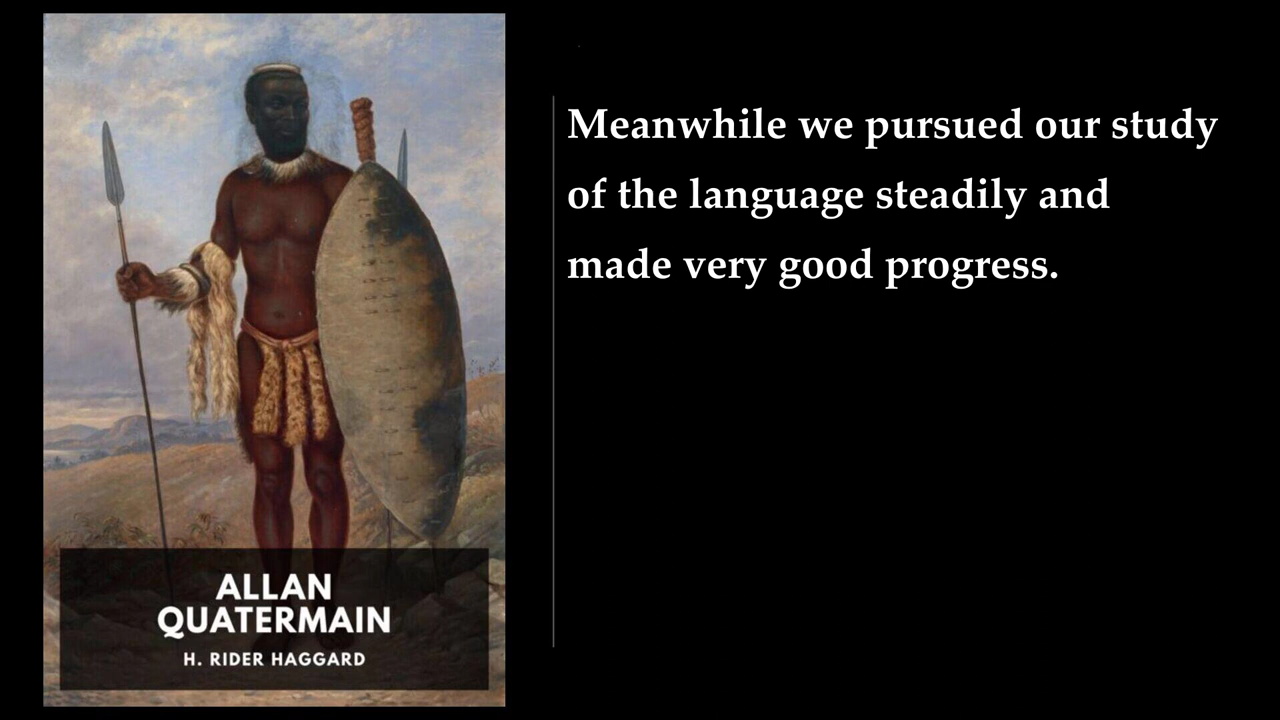 ALLAN
QUATERMAIN
H. RIDER HAGGARD
Meanwhile we pursued our study
of the language steadily and
made very good progress.